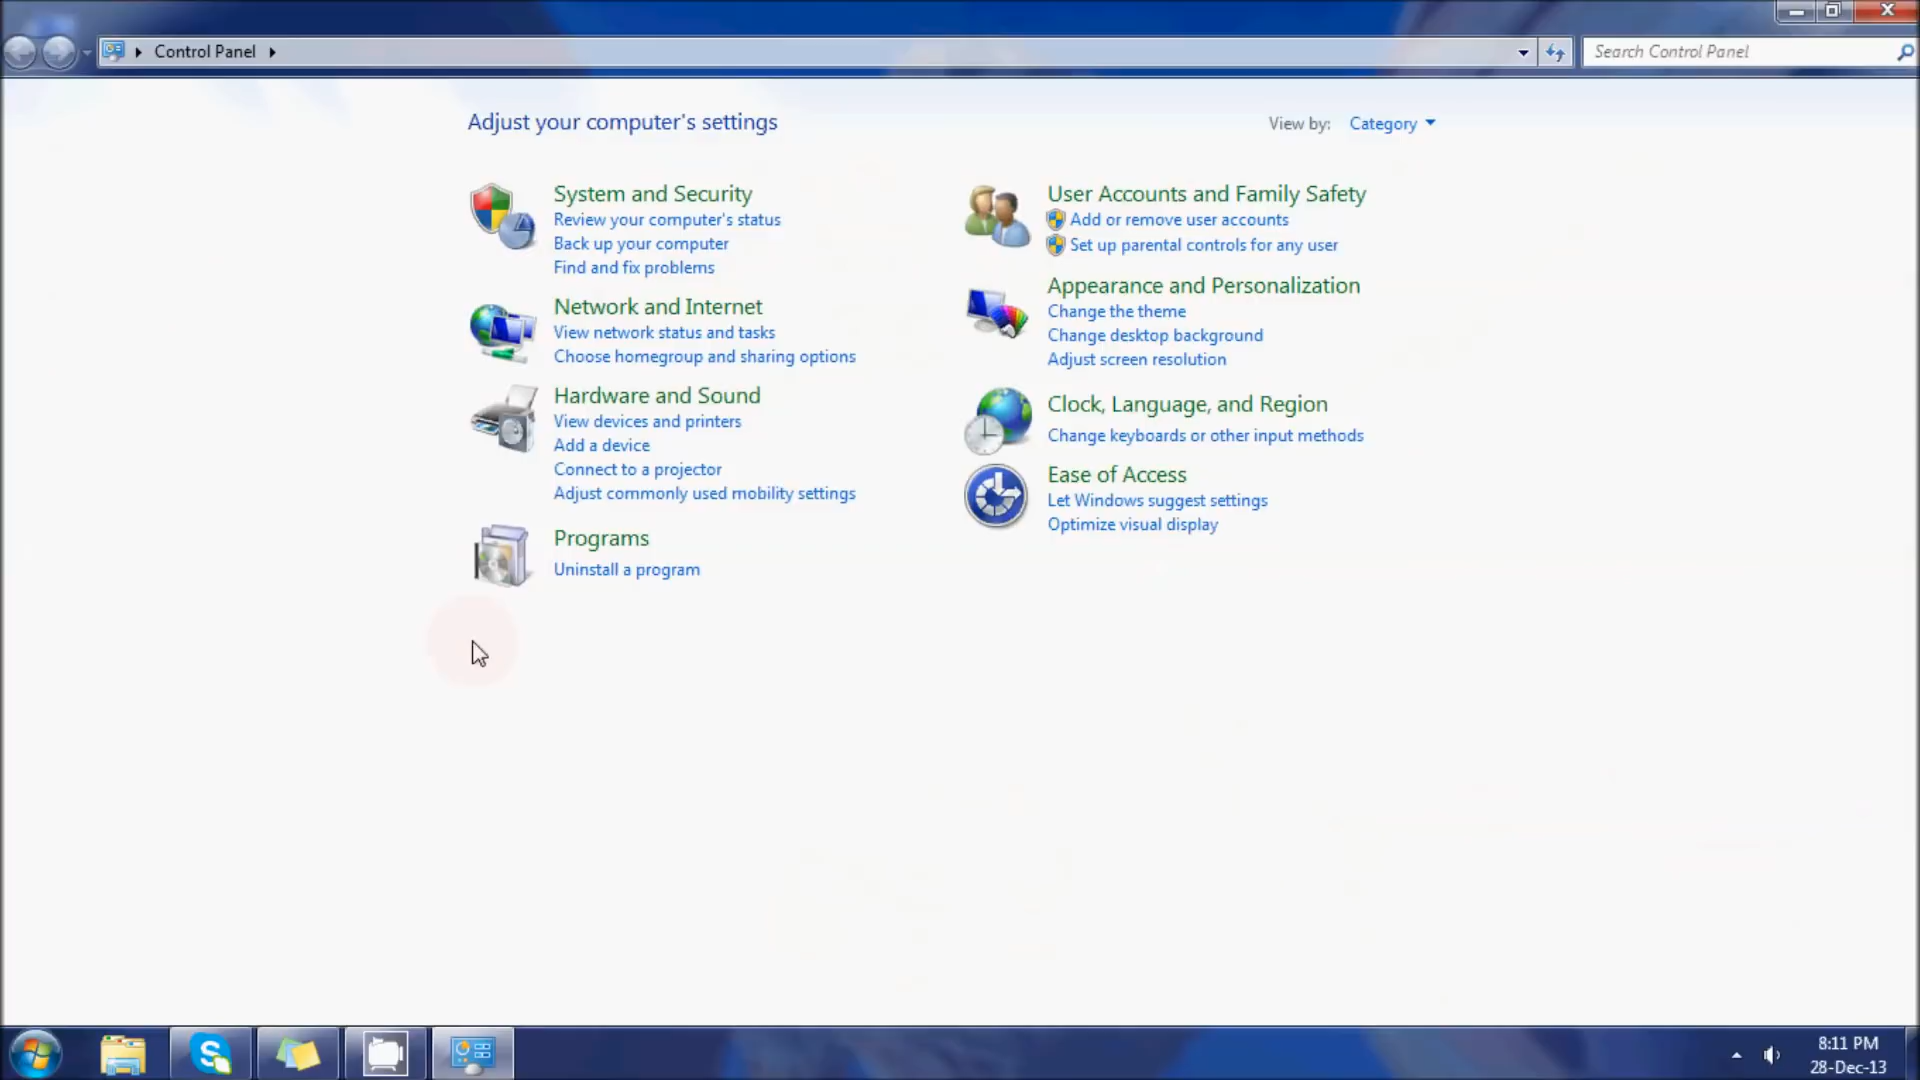 Control Panel
Search Control Panel
Adjust your computer's settings
View by: Category
System and Security
Review your computer's status
Back up your computer
Find and fix problems
Network and Internet
View network status and tasks
Choose homegroup and sharing options
Hardware and Sound
View devices and printers
Add a device
Connect to a projector
Adjust commonly used mobility settings
Programs
Uninstall a program
User Accounts and Family Safety
Add or remove user accounts
Set up parental controls for any user
Appearance and Personalization
Change the theme
Change desktop background
Adjust screen resolution
Clock, Language, and Region
Change keyboards or other input methods
Ease of Access
Let Windows suggest settings
Optimize visual display
8:11 PM
28-Dec-13